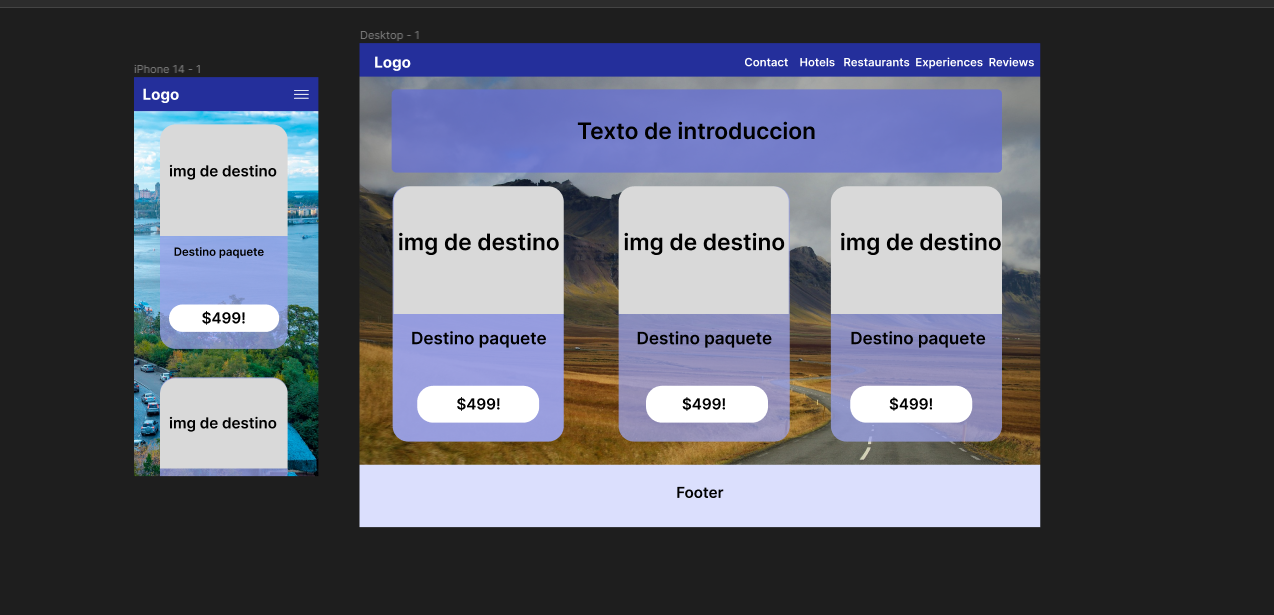 Desktop - 1
iPhone 14 - 1
Logo
img de destino
Destino paquete
$499!
img de destino
Logo
Contact Hotels Restaurants Experiences Reviews
Texto de introduccion
img de destino
img de destino
img de destino
Destino paquete
Destino paquete
Destino paquete
$499!
$499!
$499!
Footer